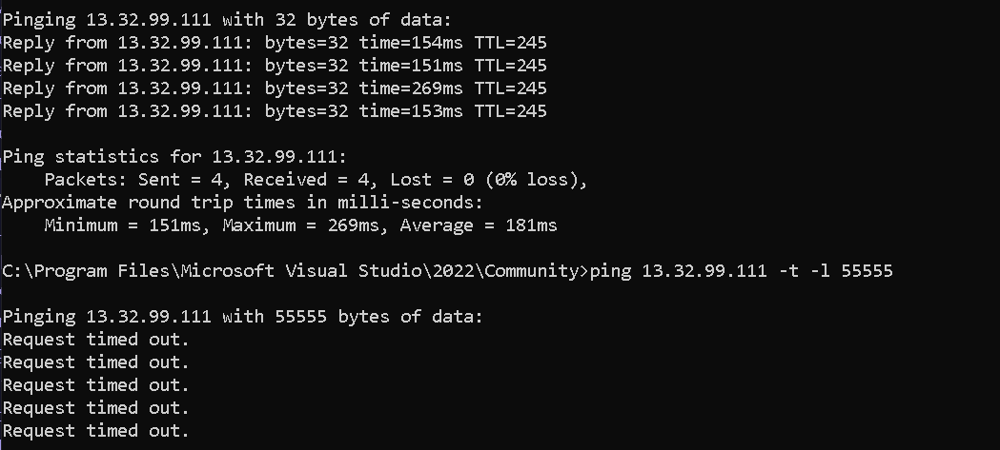 Pinging 13.32.99.111 with 32 bytes of data:
Reply from 13.32.99.111: bytes=32 time=154ms TTL=245
Reply from 13.32.99.111: bytes=32 time=151ms TTL=245
Reply from 13.32.99.111: bytes=32 time=269ms TTL=245
Reply from 13.32.99.111: bytes=32 time=153ms TTL=245
Ping statistics for 13.32.99.111:
    Packets: Sent = 4, Received = 4, Lost = 0 (0% loss),
Approximate round trip times in milli-seconds:
    Minimum = 151ms, Maximum = 269ms, Average = 181ms
C:\Program Files\Microsoft Visual Studio\2022\Community>ping 13.32.99.111 -t -l 55555
Pinging 13.32.99.111 with 55555 bytes of data:
Request timed out.
Request timed out.
Request timed out.
Request timed out.
Request timed out.